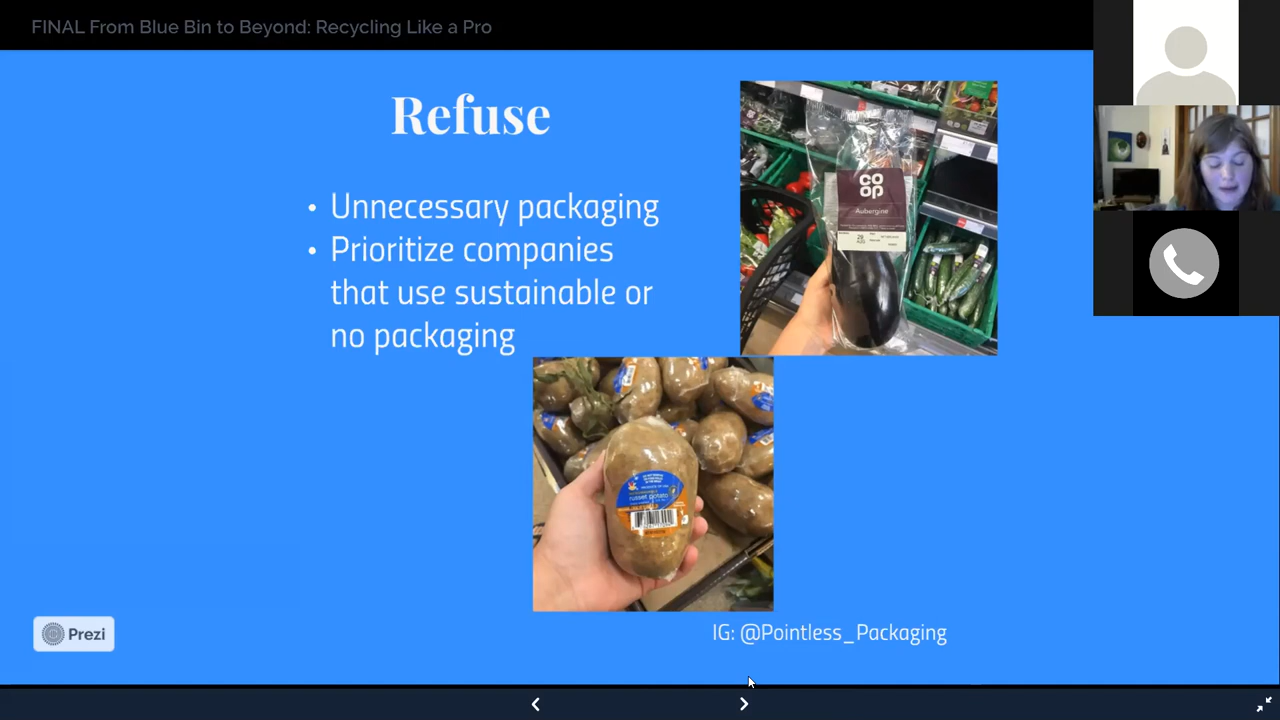 FINAL From Blue Bin to Beyond: Recycling Like a Pro
Refuse
• Unnecessary packaging
• Prioritize companies
that use sustainable or
no packaging
CO
OP
Aubergine
russet potato
IG: @Pointless_Packaging
Prezi